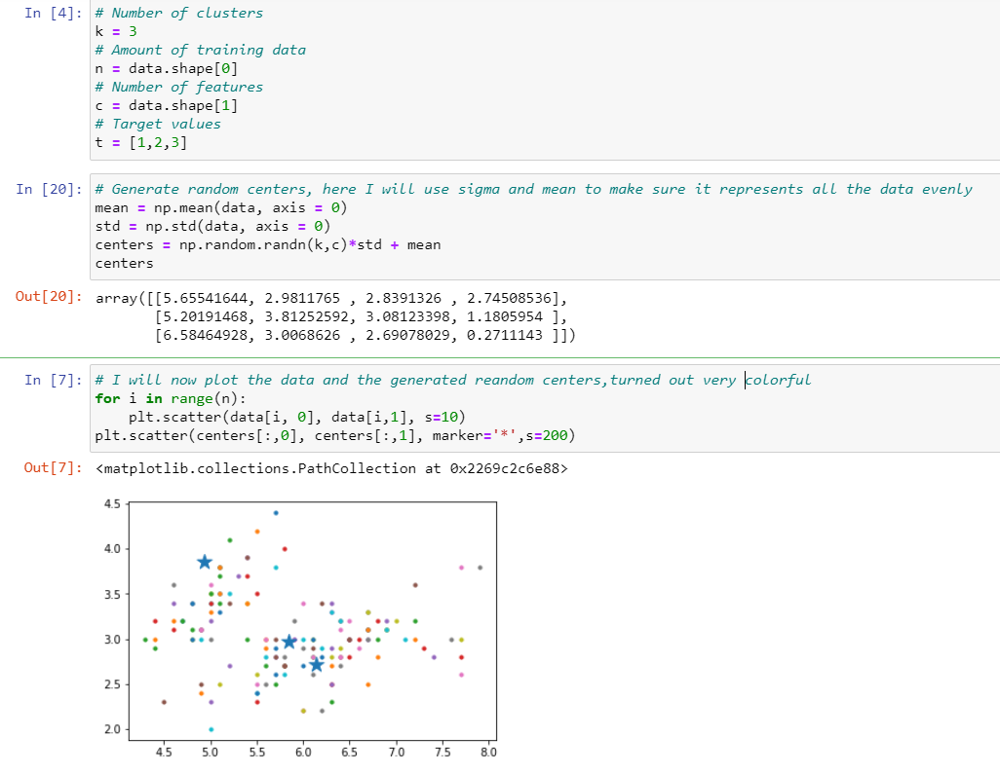 In [4]: # Number of clusters
k = 3
# Amount of training data
n = data.shape[0]
# Number of features
c = data.shape[1]
# Target values
t = [1,2,3]
In [20]: # Generate random centers, here I will use sigma and mean to make sure it represents all the data evenly
mean = np.mean(data, axis = 0)
std = np.std(data, axis = 0)
centers = np.random.randn(k,c)*std + mean
centers
Out[20]: array([[5.65541644, 2.9811765 , 2.8391326 , 2.74508536],
[5.20191468, 3.81252592, 3.08123398, 1.1805954 ],
[6.58464928, 3.0068626 , 2.69078029, 0.2711143 ]])
In [7]: # I will now plot the data and the generated reandom centers,turned out very colorful
for i in range(n):
plt.scatter(data[i, 0], data[i,1], s=10)
plt.scatter(centers[:,0], centers[:,1], marker='*',s=200)
Out[7]: <matplotlib.collections.PathCollection at 0x2269c2c6e88>
4.5
4.0
3.5
3.0
2.5
2.0
4.5 5.0 5.5 6.0 6.5 7.0 7.5 8.0